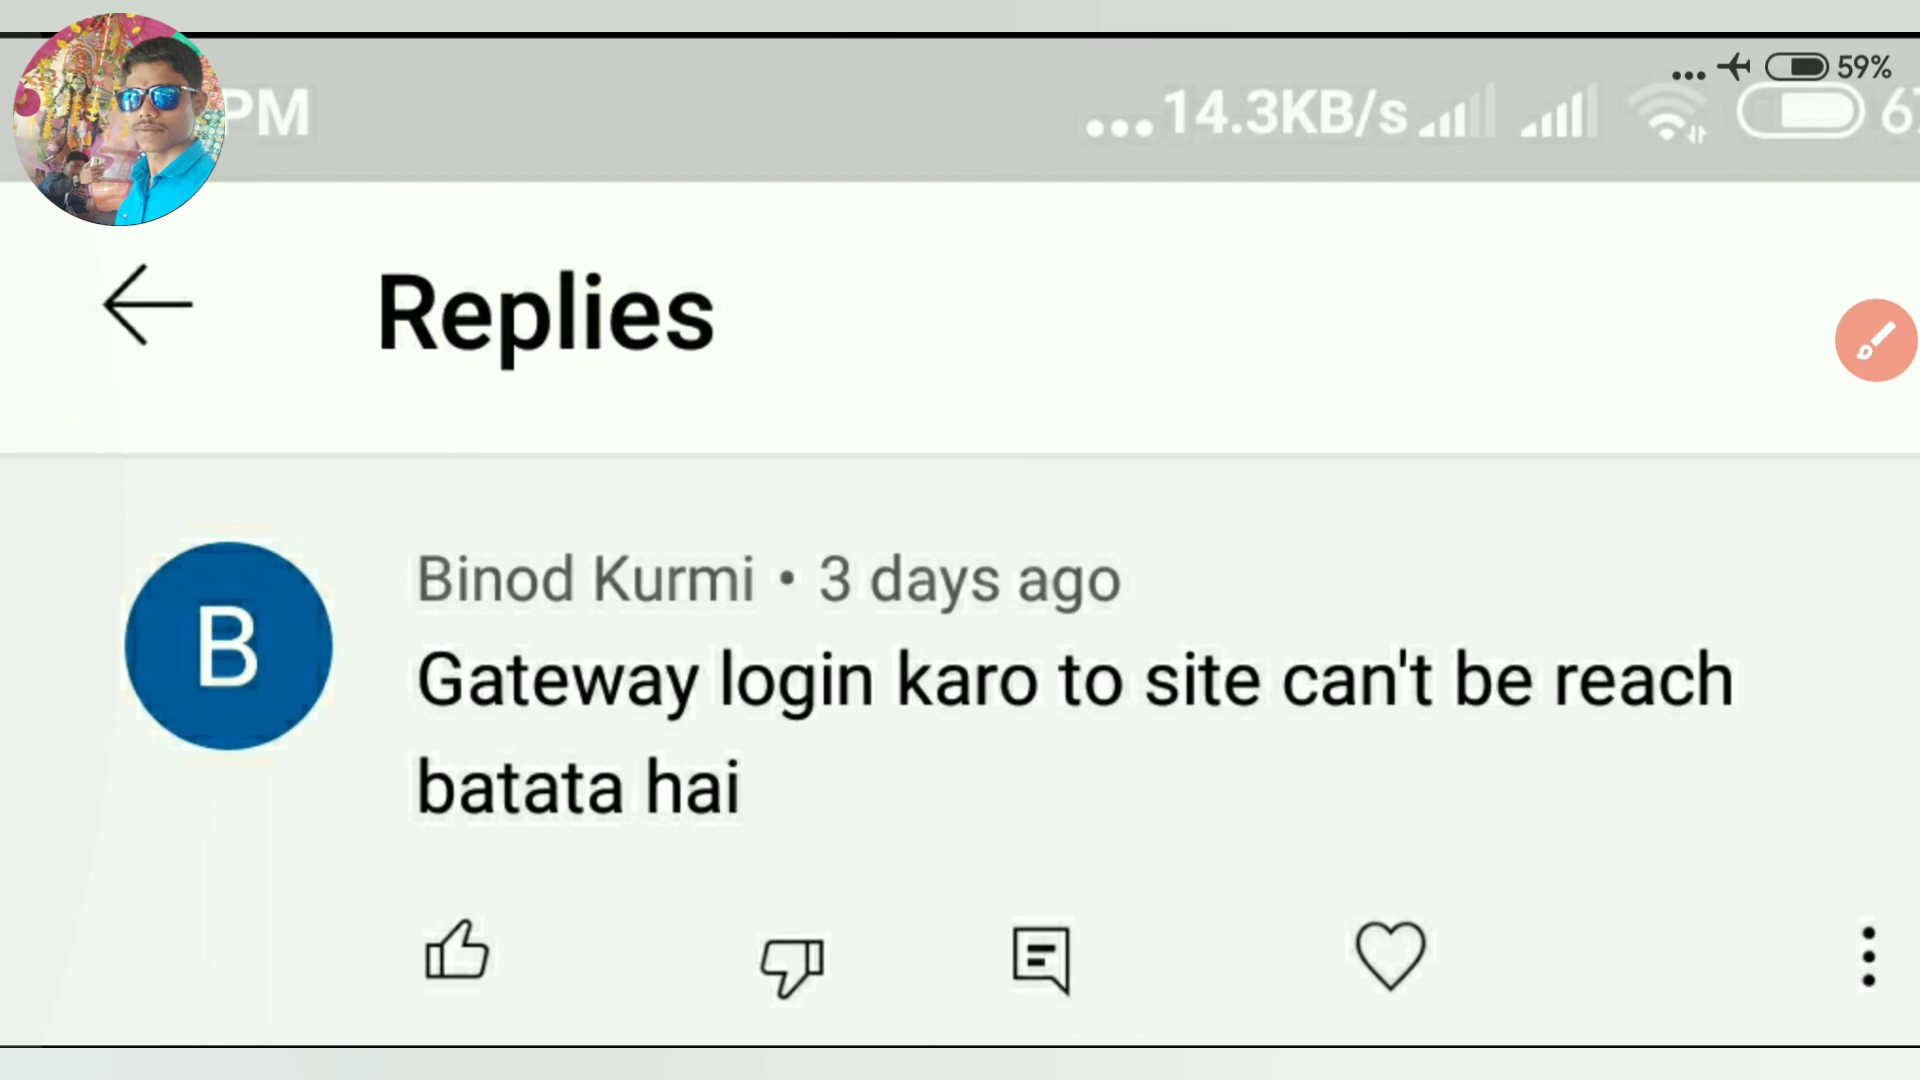 59%
PM ...14.3KB/s
Replies
B
Binod Kurmi • 3 days ago
Gateway login karo to site can't be reach
batata hai